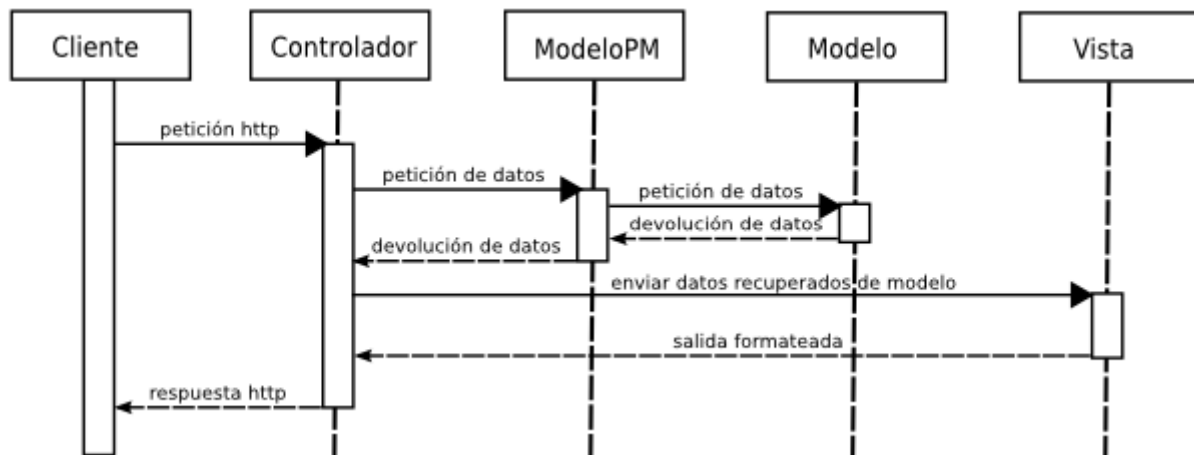 Cliente
Controlador
ModeloPM
Modelo
Vista
petición http
petición de datos
petición de datos
devolución de datos
devolución de datos
enviar datos recuperados de modelo
salida formateada
respuesta http